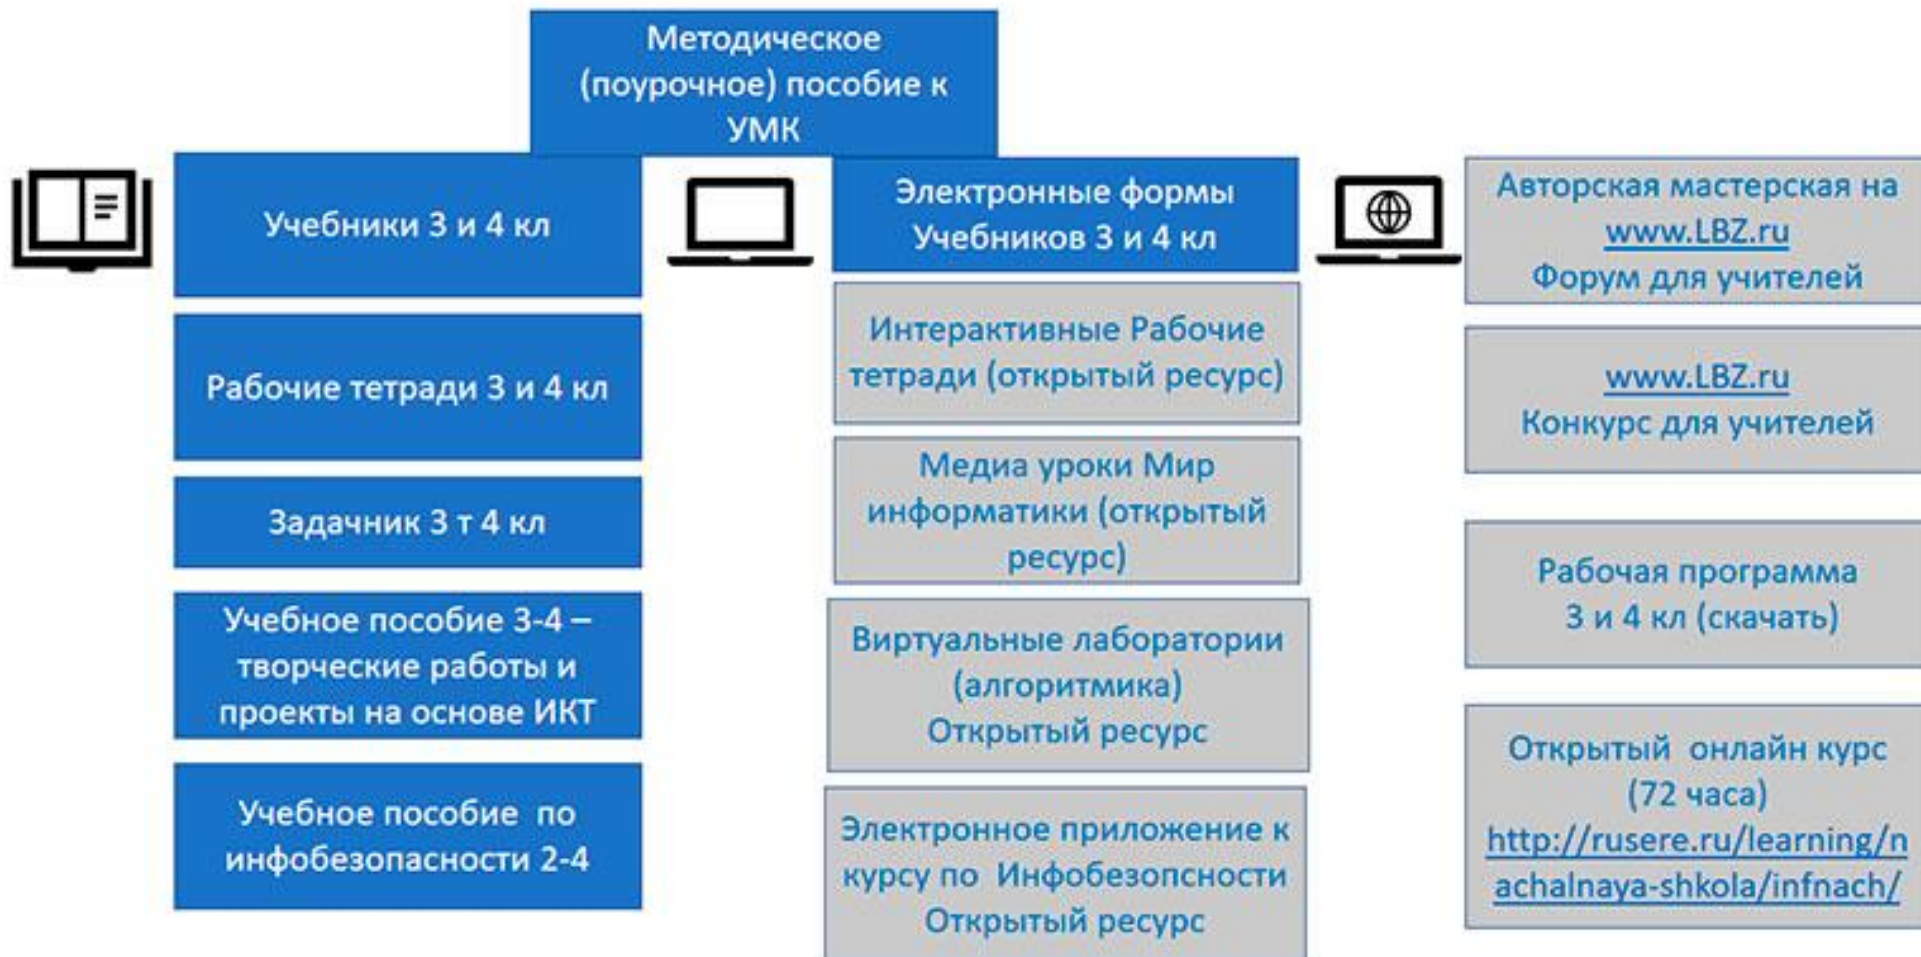 Методическое
(поурочное) пособие к
УМК
Учебники 3 и 4 кл
Рабочие тетради 3 и 4 кл
Задачник 3 т 4 кл
Учебное пособие 3-4 –
творческие работы и
проекты на основе ИКТ
Учебное пособие по
инфобезопасности 2-4
Электронные формы
Учебников 3 и 4 кл
Интерактивные Рабочие
тетради (открытый ресурс)
Медиа уроки Мир
информатики (открытый
ресурс)
Виртуальные лаборатории
(алгоритмика)
Открытый ресурс
Электронное приложение к
курсу по Инфобезопсности
Открытый ресурс
Авторская мастерская на
www.LBZ.ru
Форум для учителей
www.LBZ.ru
Конкурс для учителей
Рабочая программа
3 и 4 кл (скачать)
Открытый онлайн курс
(72 часа)
http://rusere.ru/learning/n
achalnaya-shkola/infnach/